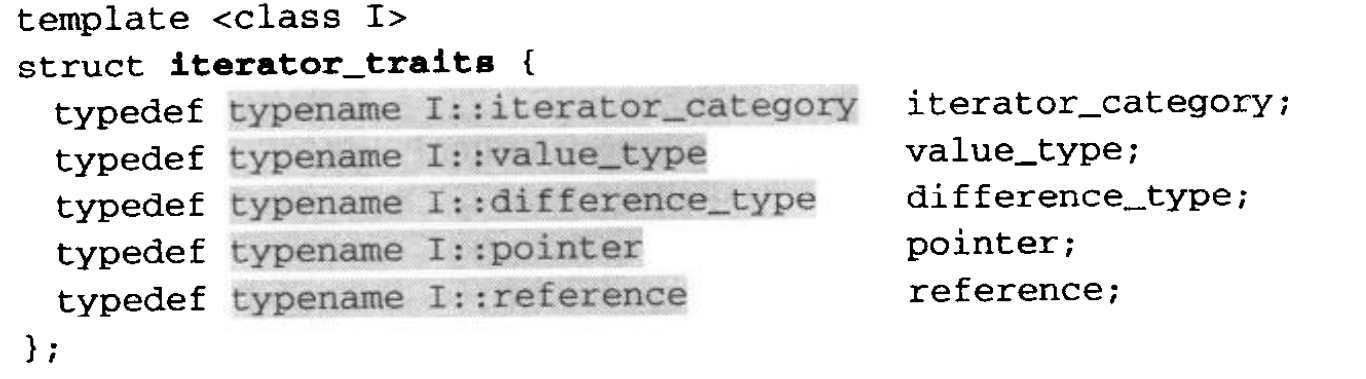 template <class I>
struct iterator_traits {
typedef typename I::iterator_category iterator_category;
typedef typename I::value_type value_type;
typedef typename I::difference_type difference_type;
typedef typename I::pointer pointer;
typedef typename I::reference reference;
};